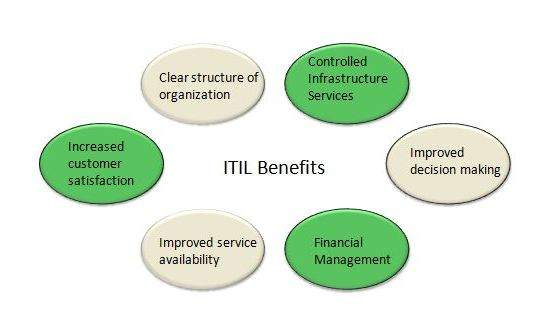 Clear structure of
organization
Controlled
Infrastructure
Services
Increased
customer
satisfaction
ITIL Benefits
Improved
decision making
Improved service
availability
Financial
Management